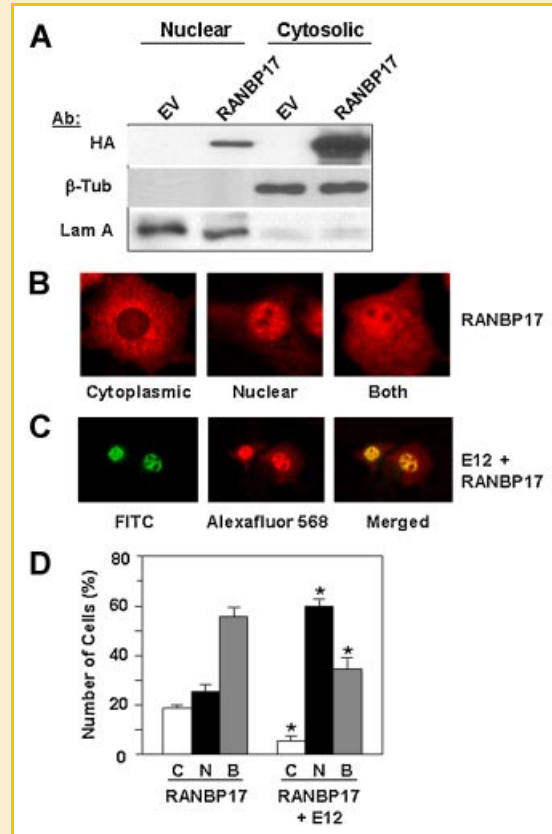 A
Nuclear Cytosolic
EV RANBP17 EV RANBP17
Ab:
HA
β-Tub
Lam A
B
RANBP17
Cytoplasmic Nuclear Both
C
E12 +
RANBP17
FITC Alexafluor 568 Merged
D
Number of Cells (%)
80
60
40
20
0
* * *
C N B C N B
RANBP17 RANBP17
+ E12